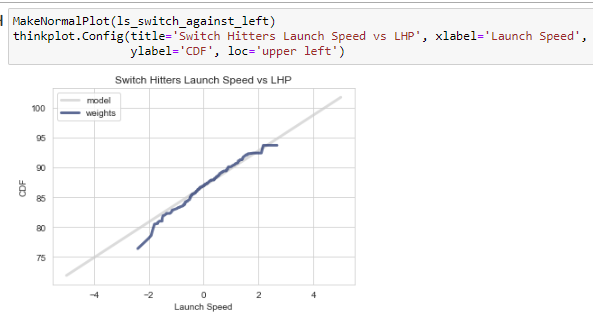 MakeNormalPlot(ls_switch_against_left)
thinkplot.Config(title='Switch Hitters Launch Speed vs LHP', xlabel='Launch Speed',
ylabel='CDF', loc='upper left')
Switch Hitters Launch Speed vs LHP
model
weights
100
95
90
85
80
75
CDF
-4
-2
0
2
4
Launch Speed